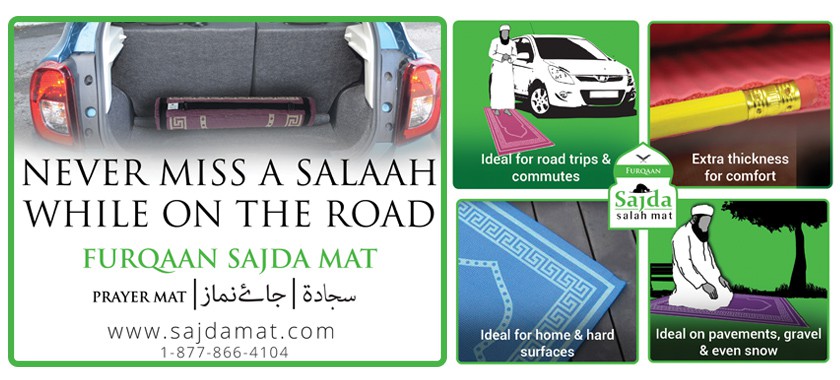 NEVER MISS A SALAAH
WHILE ON THE ROAD
FURQAAN SAJDA MAT
PRAYER MAT | جائے نماز | سجادة
www.sajdamat.com
1-877-866-4104
Ideal for road trips &
commutes
Extra thickness
for comfort
FURQAAN
Sajda
salah mat
Ideal for home & hard
surfaces
Ideal on pavements, gravel
& even snow